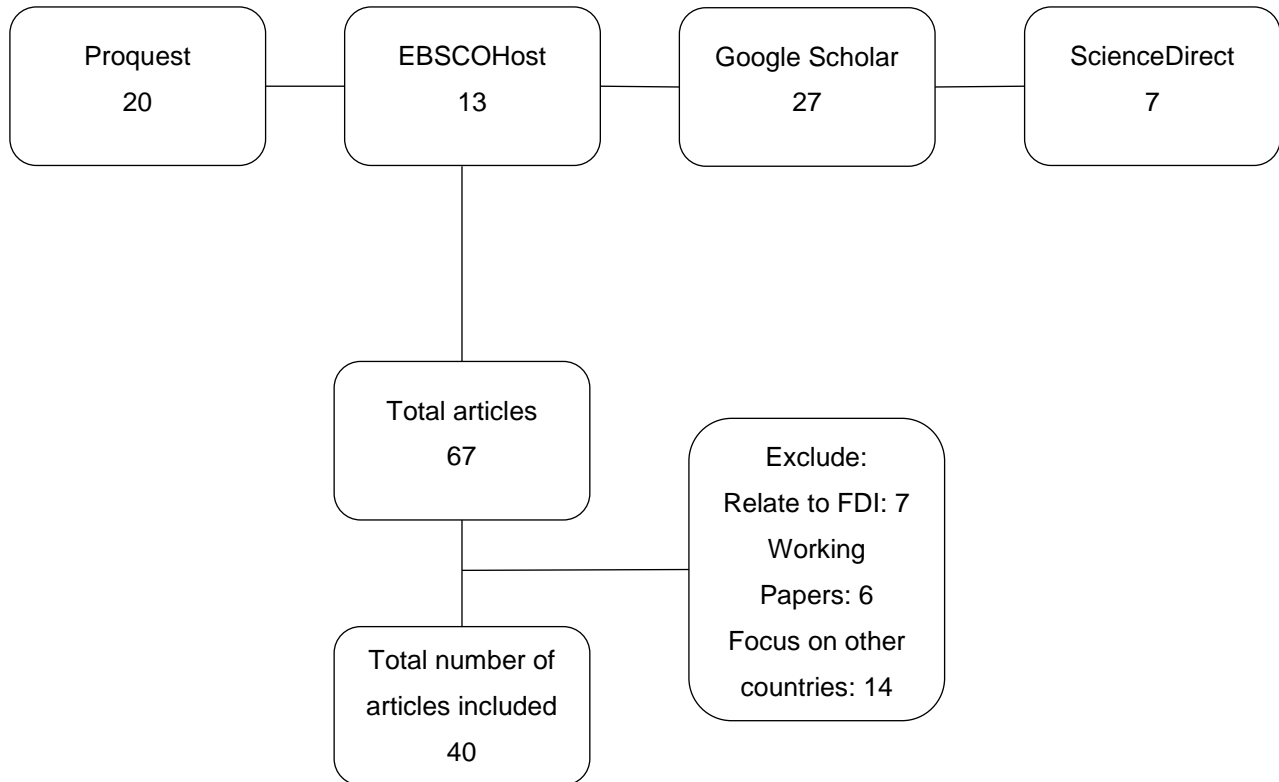 Proquest
20
EBSCOHost
13
Google Scholar
27
ScienceDirect
7
Total articles
67
Exclude:
Relate to FDI: 7
Working
Papers: 6
Focus on other
countries: 14
Total number of
articles included
40